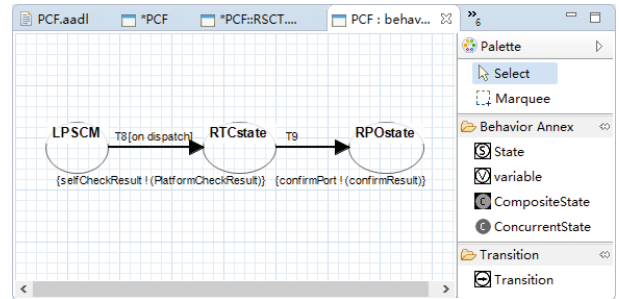 PCF.aadl
*PCF
*PCF::RSCT....
PCF : behav...
»6
Palette
Select
Marquee
Behavior Annex
State
variable
CompositeState
ConcurrentState
Transition
Transition
LPSCM
T8[on dispatch]
RTCstate
T9
RPOstate
{selfCheckResult ! (PlatformCheckResult)}
{confirmPort ! (confirmResult)}